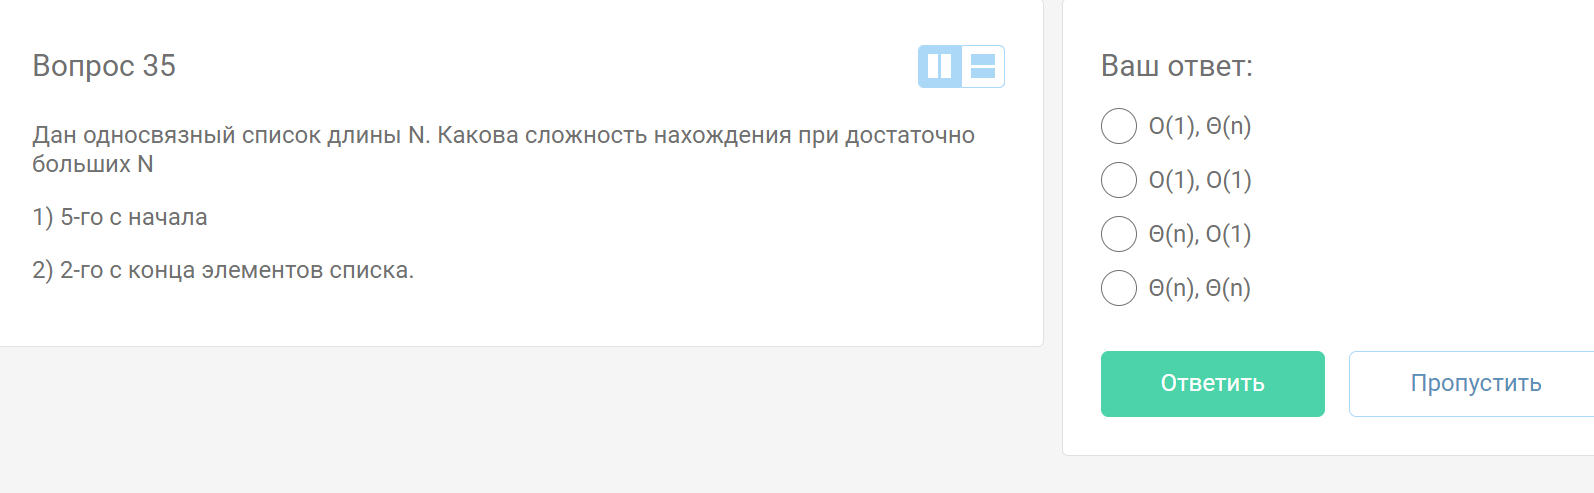 Вопрос 35
Дан односвязный список длины N. Какова сложность нахождения при достаточно
больших N
1) 5-го с начала
2) 2-го с конца элементов списка.
Ваш ответ:
O(1), Θ(n)
O(1), O(1)
Θ(n), O(1)
Θ(n), Θ(n)
Ответить
Пропустить